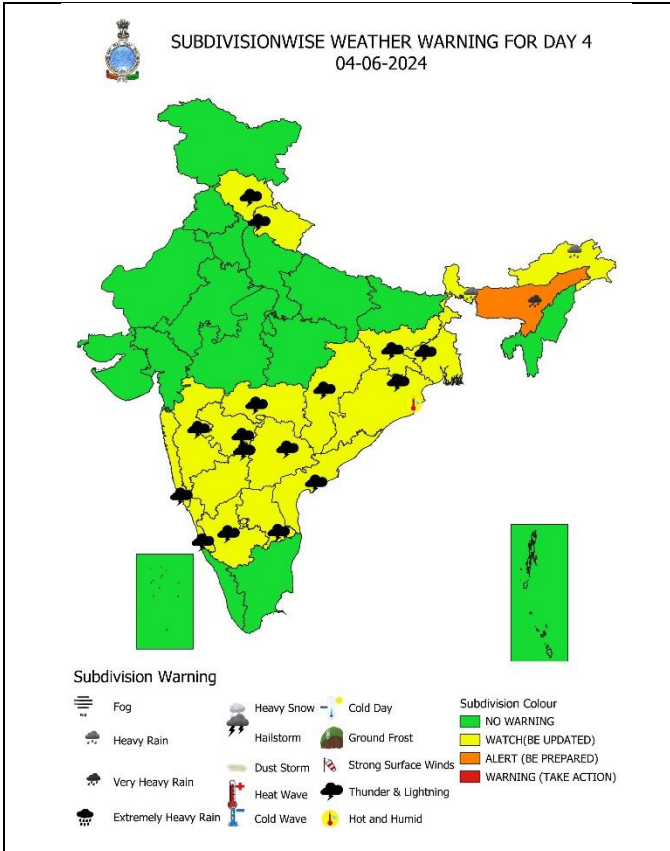 SUBDIVISIONWISE WEATHER WARNING FOR DAY 4
04-06-2024
Subdivision Warning
Fog
Heavy Rain
Very Heavy Rain
Extremely Heavy Rain
Heavy Snow
Hailstorm
Dust Storm
Heat Wave
Cold Wave
Cold Day
Ground Frost
Strong Surface Winds
Thunder & Lightning
Hot and Humid
Subdivision Colour
NO WARNING
WATCH(BE UPDATED)
ALERT (BE PREPARED)
WARNING (TAKE ACTION)